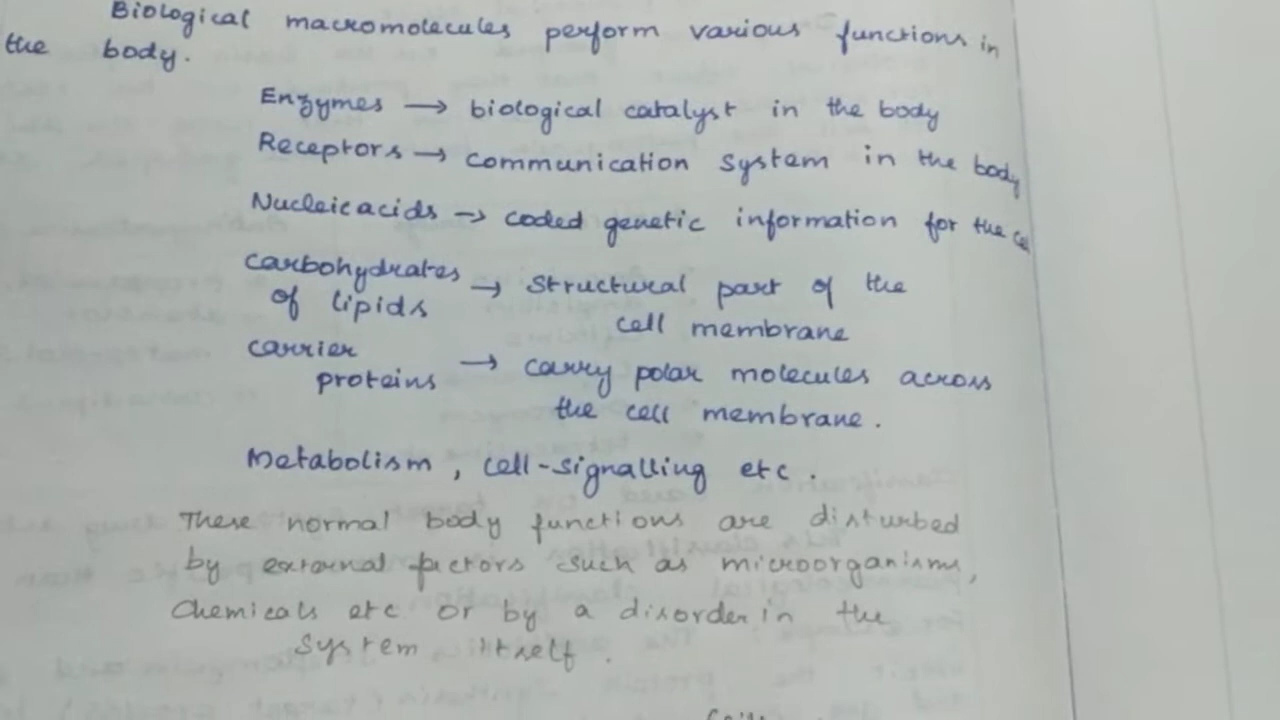 Biological macromolecules perform various functions in
the body.
Enzymes → biological catalyst in the body
Receptors → communication system in the body
Nucleic acids → coded genetic information for the cell
carbohydrates
of lipids → structural part of the
cell membrane
carrier
proteins → carry polar molecules across
the cell membrane.
Metabolism, cell-signalling etc.
These normal body functions are disturbed
by external factors such as microorganisms,
chemicals etc or by a disorder in the
system itself.